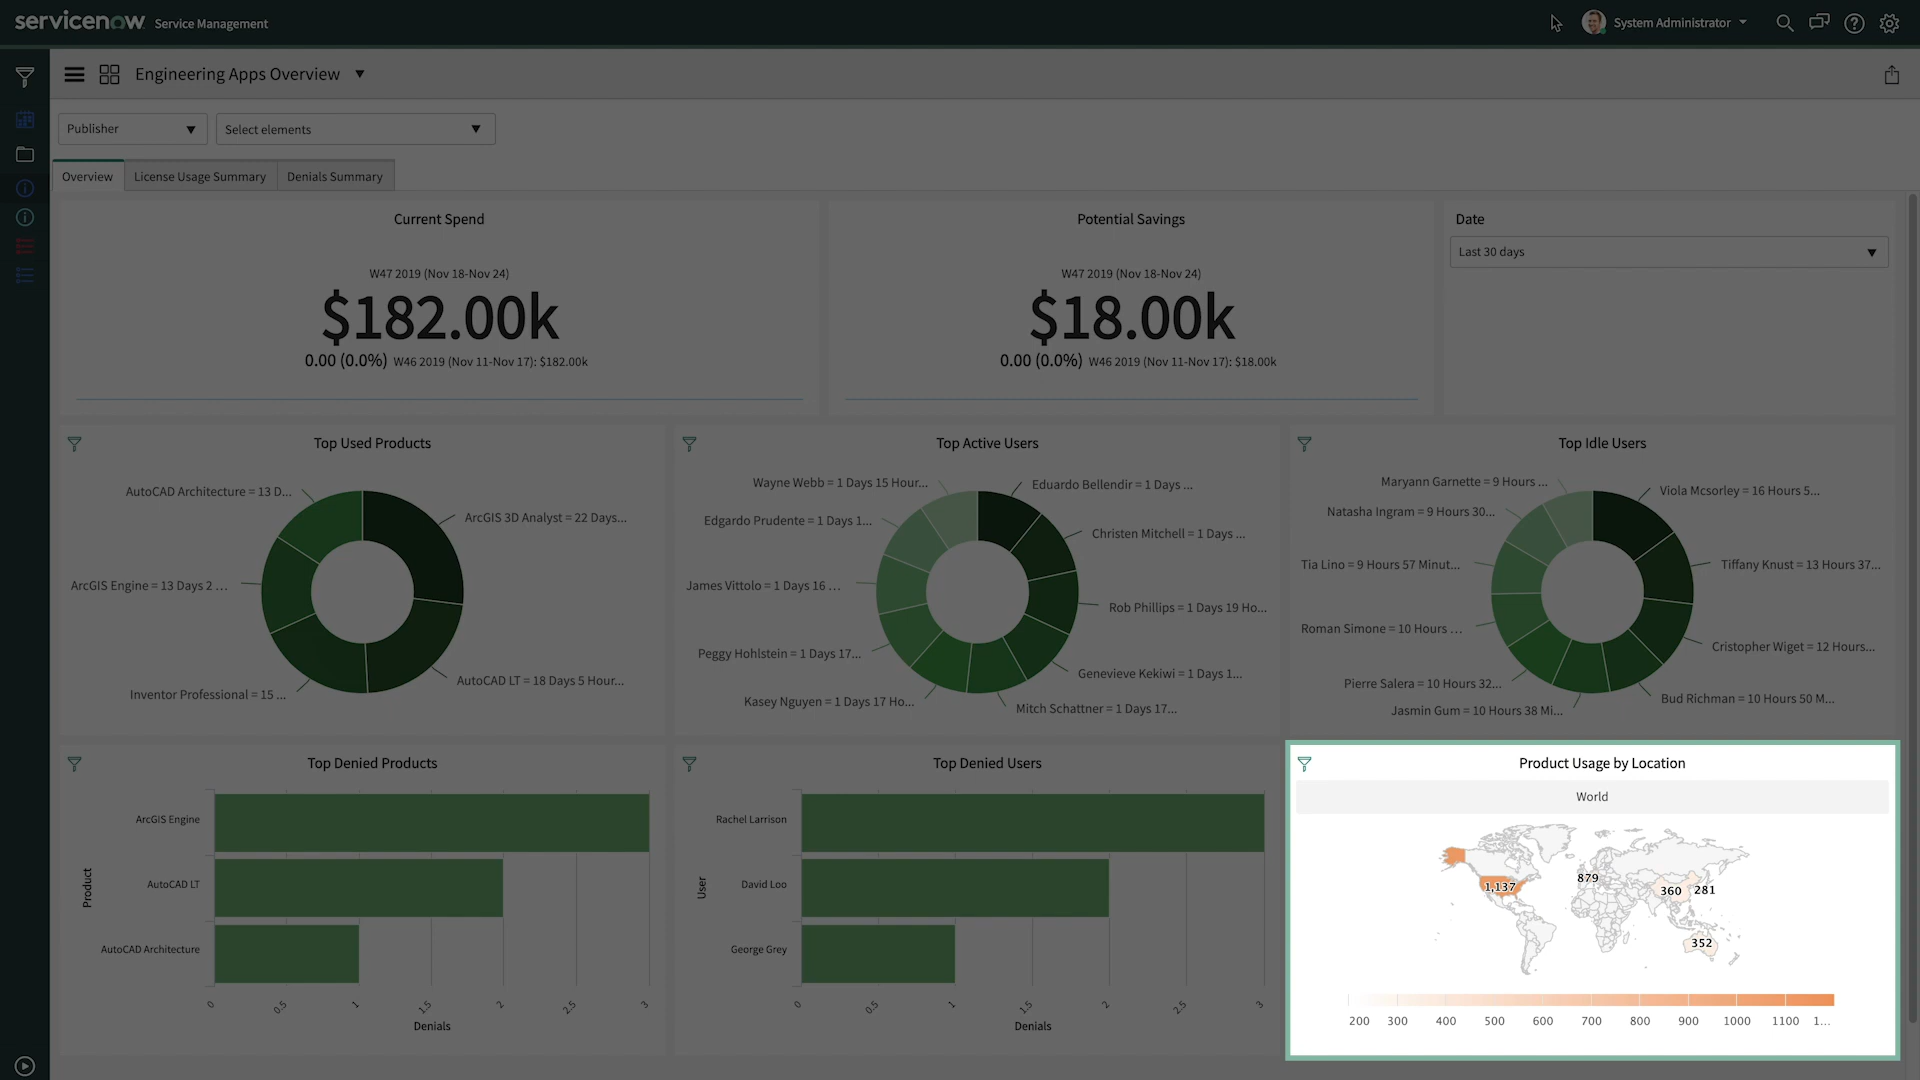 servicenow Service Management
System Administrator
Engineering Apps Overview
Publisher
Select elements
Overview
License Usage Summary
Denials Summary
Current Spend
W47 2019 (Nov 18-Nov 24)
$182.00k
0.00 (0.0%) W46 2019 (Nov 11-Nov 17): $182.00k
Potential Savings
W47 2019 (Nov 18-Nov 24)
$18.00k
0.00 (0.0%) W46 2019 (Nov 11-Nov 17): $18.00k
Date
Last 30 days
Top Used Products
AutoCAD Architecture = 13 D...
ArcGIS 3D Analyst = 22 Days...
ArcGIS Engine = 13 Days 2 ...
AutoCAD LT = 18 Days 5 Hour...
Inventor Professional = 15 ...
Top Active Users
Wayne Webb = 1 Days 15 Hour...
Eduardo Bellendir = 1 Days ...
Edgardo Prudente = 1 Days 1...
Christen Mitchell = 1 Days ...
James Vittolo = 1 Days 16 ...
Rob Phillips = 1 Days 19 Ho...
Peggy Hohlstein = 1 Days 17...
Genevieve Kekiwi = 1 Days 1...
Kasey Nguyen = 1 Days 17 Ho...
Mitch Schattner = 1 Days 17...
Top Idle Users
Maryann Garnette = 9 Hours ...
Viola Mcsorley = 16 Hours 5...
Natasha Ingram = 9 Hours 30...
Tia Lino = 9 Hours 57 Minut...
Tiffany Knust = 13 Hours 37...
Roman Simone = 10 Hours ...
Cristopher Wiget = 12 Hours...
Pierre Salera = 10 Hours 32...
Bud Richman = 10 Hours 50 M...
Jasmin Gum = 10 Hours 38 Mi...
Top Denied Products
Product
ArcGIS Engine
AutoCAD LT
AutoCAD Architecture
0 0.5 1 1.5 2 2.5 3
Denials
Top Denied Users
User
Rachel Larrison
David Loo
George Grey
0 0.5 1 1.5 2 2.5 3
Denials
Product Usage by Location
World
1,137
879
360
281
352
200 300 400 500 600 700 800 900 1000 1100 1...